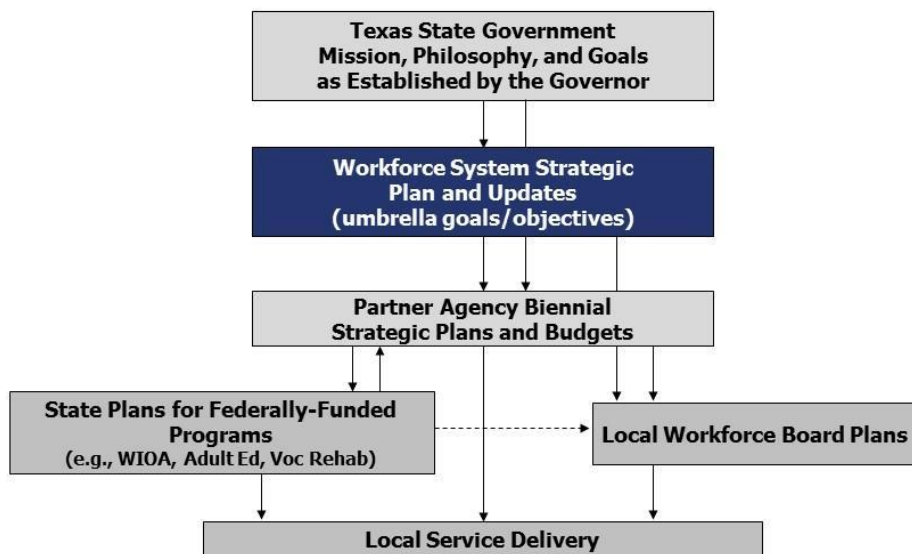 Texas State Government
Mission, Philosophy, and Goals
as Established by the Governor
Workforce System Strategic
Plan and Updates
(umbrella goals/objectives)
Partner Agency Biennial
Strategic Plans and Budgets
State Plans for Federally-Funded
Programs
(e.g., WIOA, Adult Ed, Voc Rehab)
Local Workforce Board Plans
Local Service Delivery